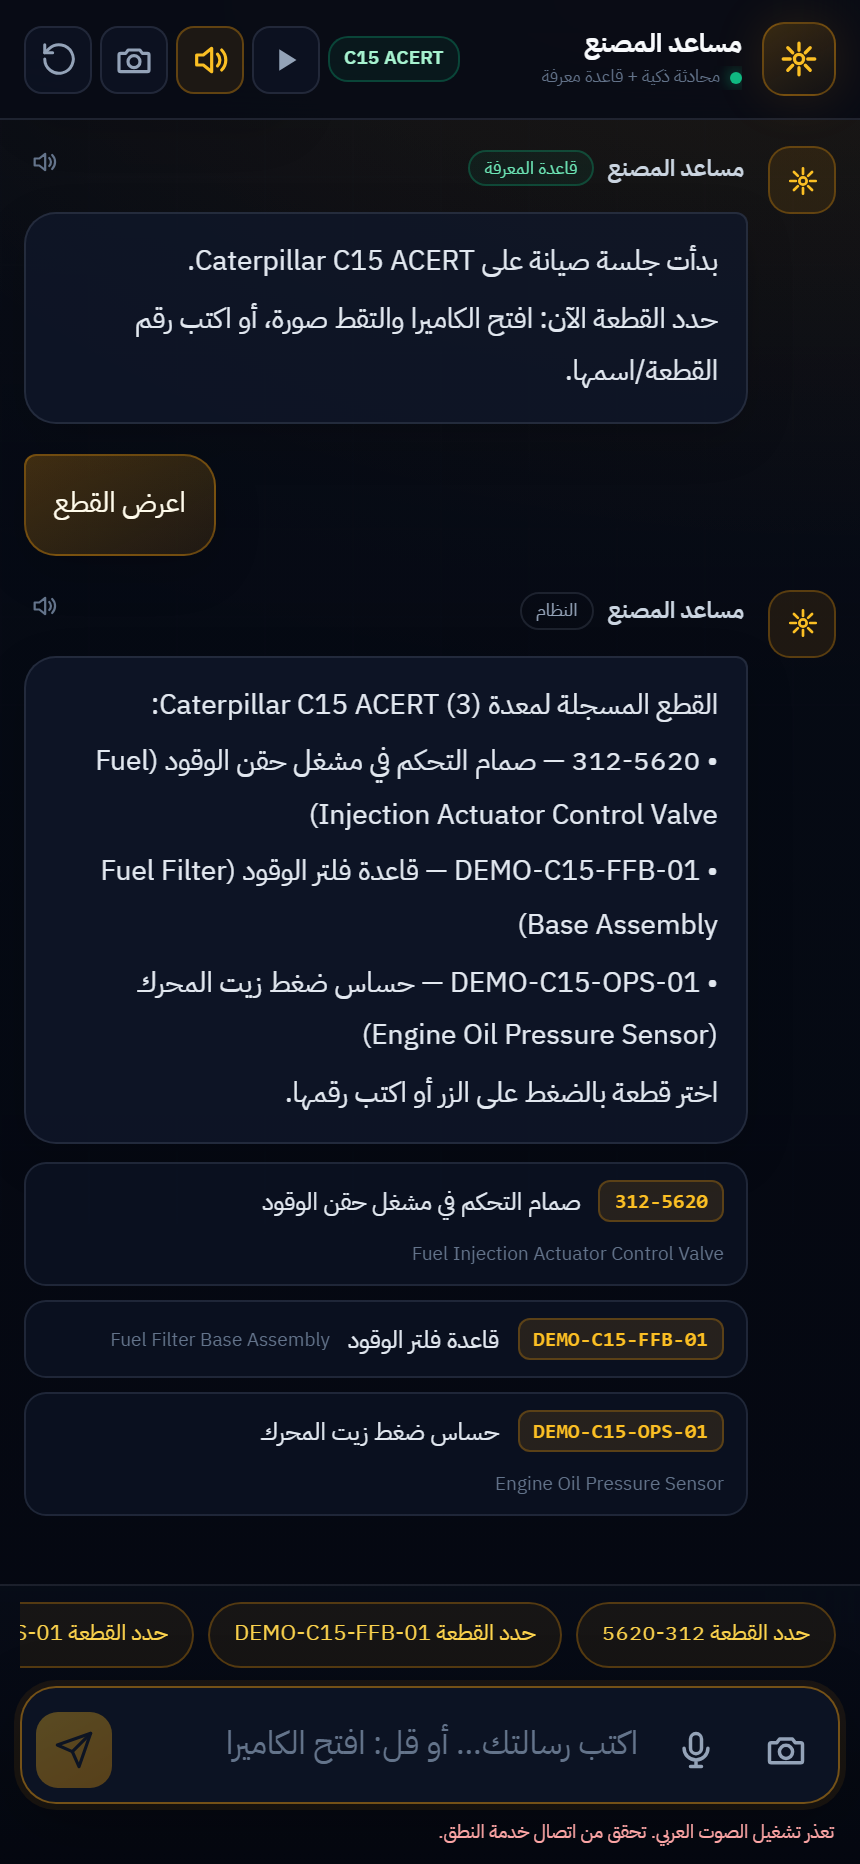 مساعد المصنع
محادثة ذكية + قاعدة معرفة
C15 ACERT
مساعد المصنع
قاعدة المعرفة
بدأت جلسة صيانة على Caterpillar C15 ACERT.
حدد القطعة الآن: افتح الكاميرا والتقط صورة، أو اكتب رقم
القطعة/اسمها.
اعرض القطع
مساعد المصنع
النظام
القطع المسجلة لمعدة Caterpillar C15 ACERT (3):
• 312-5620 — صمام التحكم في مشغل حقن الوقود (Fuel
Injection Actuator Control Valve)
• DEMO-C15-FFB-01 — قاعدة فلتر الوقود (Fuel Filter
Base Assembly)
• DEMO-C15-OPS-01 — حساس ضغط زيت المحرك
(Engine Oil Pressure Sensor)
اختر قطعة بالضغط على الزر أو اكتب رقمها.
312-5620 صمام التحكم في مشغل حقن الوقود
Fuel Injection Actuator Control Valve
DEMO-C15-FFB-01 قاعدة فلتر الوقود Fuel Filter Base Assembly
DEMO-C15-OPS-01 حساس ضغط زيت المحرك
Engine Oil Pressure Sensor
حدد القطعة 5620-312
حدد القطعة DEMO-C15-FFB-01
حدد القطعة S-01
اكتب رسالتك... أو قل: افتح الكاميرا
تعذر تشغيل الصوت العربي. تحقق من اتصال خدمة النطق.